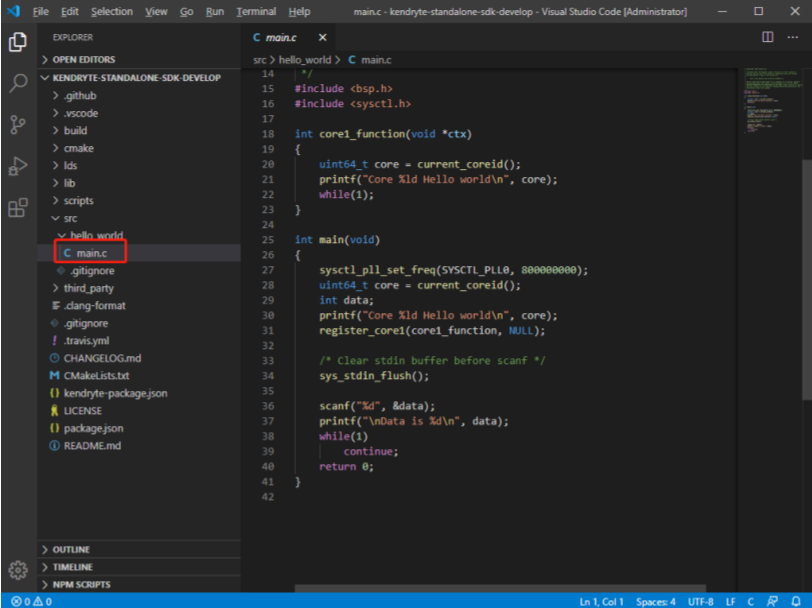 File Edit Selection View Go Run Terminal Help main.c - kendryte-standalone-sdk-develop - Visual Studio Code [Administrator]
EXPLORER
OPEN EDITORS
KENDRYTE-STANDALONE-SDK-DEVELOP
.github
.vscode
build
cmake
lds
lib
scripts
src
hello_world
C main.c
.gitignore
third_party
.clang-format
.gitignore
! .travis.yml
CHANGELOG.md
M CMakeLists.txt
{} kendryte-package.json
LICENSE
{} package.json
README.md
OUTLINE
TIMELINE
NPM SCRIPTS
C main.c
src > hello_world > C main.c
14 */
15 #include <bsp.h>
16 #include <sysctl.h>
17
18 int core1_function(void *ctx)
19 {
20 uint64_t core = current_coreid();
21 printf("Core %ld Hello world\n", core);
22 while(1);
23 }
24
25 int main(void)
26 {
27 sysctl_pll_set_freq(SYSCTL_PLL0, 800000000);
28 uint64_t core = current_coreid();
29 int data;
30 printf("Core %ld Hello world\n", core);
31 register_core1(core1_function, NULL);
32
33 /* Clear stdin buffer before scanf */
34 sys_stdin_flush();
35
36 scanf("%d", &data);
37 printf("\nData is %d\n", data);
38 while(1)
39 continue;
40 return 0;
41 }
42
0 0 Ln 1, Col 1 Spaces: 4 UTF-8 LF C